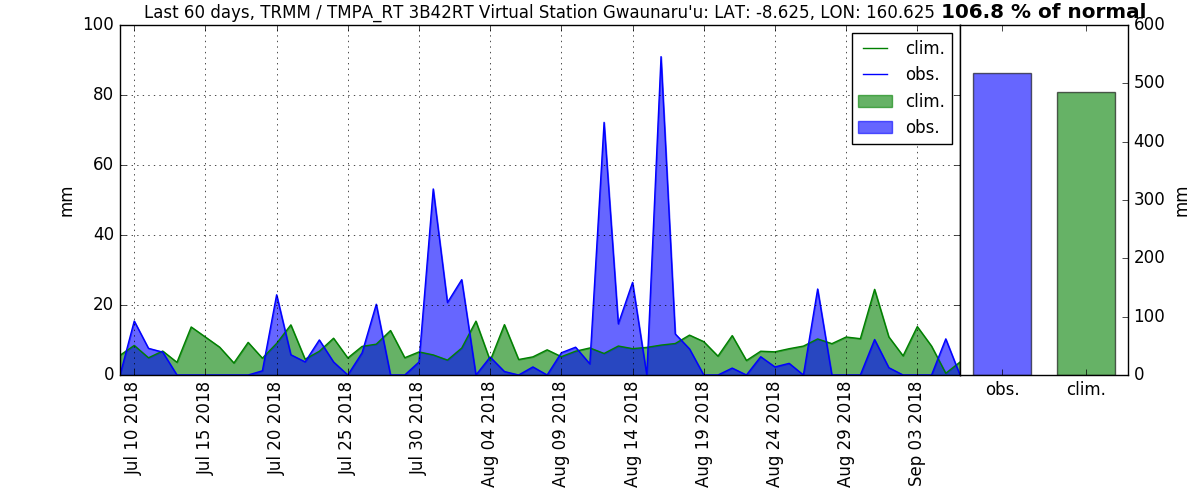 Last 60 days, TRMM / TMPA_RT 3B42RT Virtual Station Gwaunaru'u: LAT: -8.625, LON: 160.625 106.8 % of normal
100
80
60
40
20
0
mm
clim.
obs.
clim.
obs.
600
500
400
300
200
100
0
mm
Jul 10 2018
Jul 15 2018
Jul 20 2018
Jul 25 2018
Jul 30 2018
Aug 04 2018
Aug 09 2018
Aug 14 2018
Aug 19 2018
Aug 24 2018
Aug 29 2018
Sep 03 2018
obs.
clim.